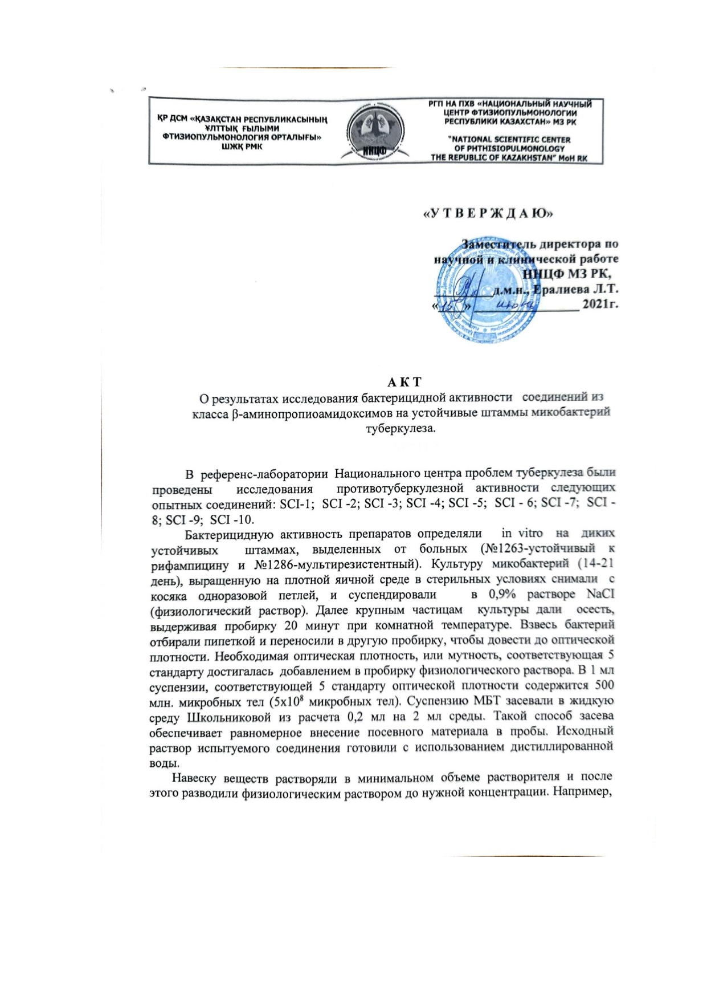 ҚР ДСМ «ҚАЗАҚСТАН РЕСПУБЛИКАСЫНЫҢ
ҰЛТТЫҚ ҒЫЛЫМИ
ФТИЗИОПУЛЬМОНОЛОГИЯ ОРТАЛЫҒЫ»
ШЖҚ РМК
ННЦФ
РГП НА ПХВ «НАЦИОНАЛЬНЫЙ НАУЧНЫЙ
ЦЕНТР ФТИЗИОПУЛЬМОНОЛОГИИ
РЕСПУБЛИКИ КАЗАХСТАН» МЗ РК
"NATIONAL SCIENTIFIC CENTER
OF PHTHISIOPULMONOLOGY
THE REPUBLIC OF KAZAKHSTAN" MoH RK
«У Т В Е Р Ж Д А Ю»
Заместитель директора по
научной и клинической работе
ННЦФ МЗ РК,
д.м.н., Ералиева Л.Т.
«15» 2021г.
А К Т
О результатах исследования бактерицидной активности соединений из
класса β-аминопропиоамидоксимов на устойчивые штаммы микобактерий
туберкулеза.
В референс-лаборатории Национального центра проблем туберкулеза были
проведены исследования противотуберкулезной активности следующих
опытных соединений: SCI-1; SCI -2; SCI -3; SCI -4; SCI -5; SCI - 6; SCI -7; SCI -
8; SCI -9; SCI -10.
Бактерицидную активность препаратов определяли in vitro на диких
устойчивых штаммах, выделенных от больных (№1263-устойчивый к
рифампицину и №1286-мультирезистентный). Культуру микобактерий (14-21
день), выращенную на плотной яичной среде в стерильных условиях снимали с
косяка одноразовой петлей, и суспендировали в 0,9% растворе NaCI
(физиологический раствор). Далее крупным частицам культуры дали осесть,
выдерживая пробирку 20 минут при комнатной температуре. Взвесь бактерий
отбирали пипеткой и переносили в другую пробирку, чтобы довести до оптической
плотности. Необходимая оптическая плотность, или мутность, соответствующая 5
стандарту достигалась добавлением в пробирку физиологического раствора. В 1 мл
суспензии, соответствующей 5 стандарту оптической плотности содержится 500
млн. микробных тел (5х10⁸ микробных тел). Суспензию МБТ засевали в жидкую
среду Школьниковой из расчета 0,2 мл на 2 мл среды. Такой способ засева
обеспечивает равномерное внесение посевного материала в пробы. Исходный
раствор испытуемого соединения готовили с использованием дистиллированной
воды.
Навеску веществ растворяли в минимальном объеме растворителя и после
этого разводили физиологическим раствором до нужной концентрации. Например,